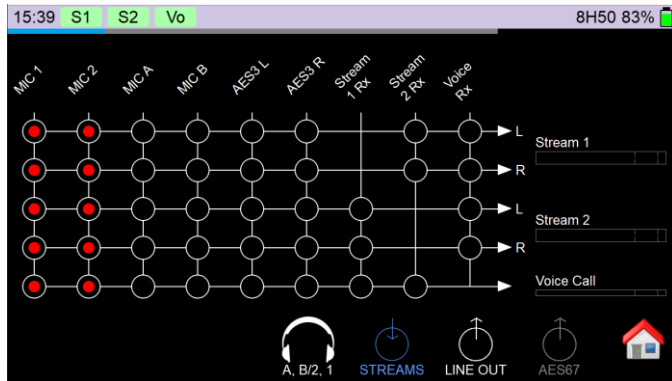 15:39 S1 S2 Vo 8H50 83%
MIC 1 MIC 2 MIC A MIC B AES3 L AES3 R Stream 1 Rx Stream 2 Rx Voice Rx
L
Stream 1
R
L
Stream 2
R
Voice Call
A, B/2, 1 STREAMS LINE OUT AES67